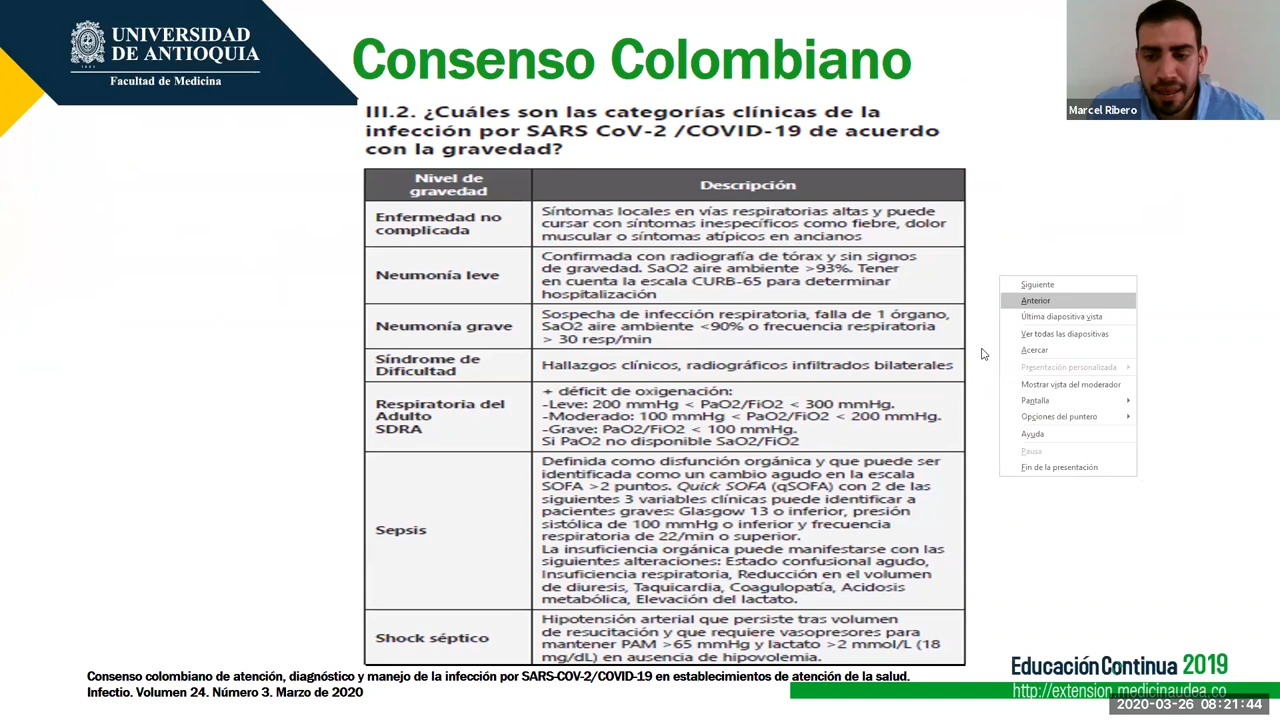 UNIVERSIDAD
DE ANTIOQUIA
1803
Facultad de Medicina
Consenso Colombiano
Marcel Ribero
III.2. ¿Cuáles son las categorías clínicas de la
infección por SARS CoV-2 /COVID-19 de acuerdo
con la gravedad?
Nivel de
gravedad
Descripción
Enfermedad no
complicada
Síntomas locales en vías respiratorias altas y puede
cursar con síntomas inespecíficos como fiebre, dolor
muscular o síntomas atípicos en ancianos
Neumonía leve
Confirmada con radiografía de tórax y sin signos
de gravedad. SaO2 aire ambiente >93%. Tener
en cuenta la escala CURB-65 para determinar
hospitalización
Neumonía grave
Sospecha de infección respiratoria, falla de 1 órgano,
SaO2 aire ambiente <90% o frecuencia respiratoria
> 30 resp/min
Síndrome de
Dificultad
Hallazgos clínicos, radiográficos infiltrados bilaterales
Respiratoria del
Adulto
SDRA
+ déficit de oxigenación:
-Leve: 200 mmHg < PaO2/FiO2 < 300 mmHg.
-Moderado: 100 mmHg < PaO2/FiO2 < 200 mmHg.
-Grave: PaO2/FiO2 < 100 mmHg.
Si PaO2 no disponible SaO2/FiO2
Sepsis
Definida como disfunción orgánica y que puede ser
identificada como un cambio agudo en la escala
SOFA >2 puntos. Quick SOFA (qSOFA) con 2 de las
siguientes 3 variables clínicas puede identificar a
pacientes graves: Glasgow 13 o inferior, presión
sistólica de 100 mmHg o inferior y frecuencia
respiratoria de 22/min o superior.
La insuficiencia orgánica puede manifestarse con las
siguientes alteraciones: Estado confusional agudo,
Insuficiencia respiratoria, Reducción en el volumen
de diuresis, Taquicardia, Coagulopatía, Acidosis
metabólica, Elevación del lactato.
Shock séptico
Hipotensión arterial que persiste tras volumen
de resucitación y que requiere vasopresores para
mantener PAM >65 mmHg y lactato >2 mmol/L (18
mg/dL) en ausencia de hipovolemia.
Siguiente
Anterior
Última diapositiva vista
Ver todas las diapositivas
Acercar
Presentación personalizada
Mostrar vista del moderador
Pantalla
Opciones del puntero
Ayuda
Pausa
Fin de la presentación
Consenso colombiano de atención, diagnóstico y manejo de la infección por SARS-COV-2/COVID-19 en establecimientos de atención de la salud.
Infectio. Volumen 24. Número 3. Marzo de 2020
Educación Continua 2019
http://extension.medicinaudea.co
2020-03-26 08:21:44